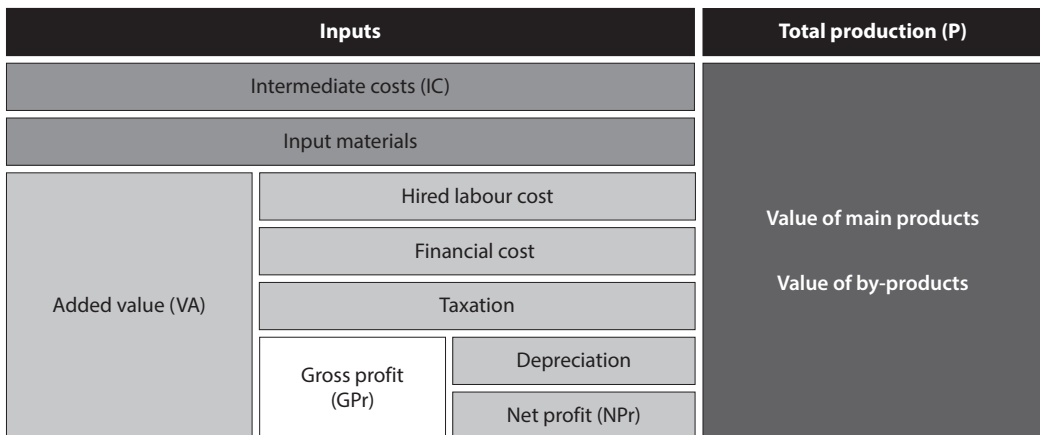 Inputs
Total production (P)
Intermediate costs (IC)
Input materials
Added value (VA)
Hired labour cost
Financial cost
Taxation
Gross profit
(GPr)
Depreciation
Net profit (NPr)
Value of main products
Value of by-products